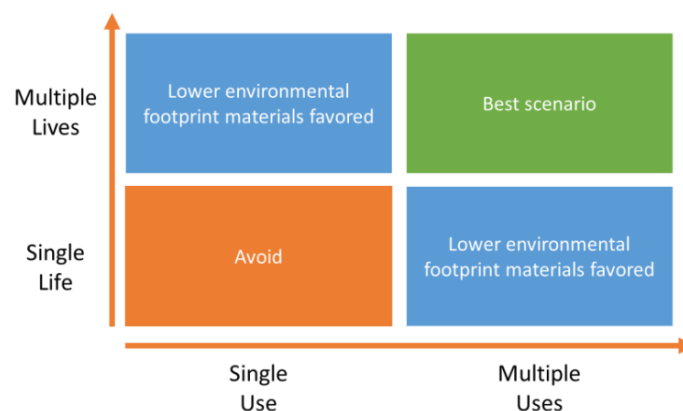 Multiple
Lives
Lower environmental
footprint materials favored
Best scenario
Single
Life
Avoid
Lower environmental
footprint materials favored
Single
Use
Multiple
Uses